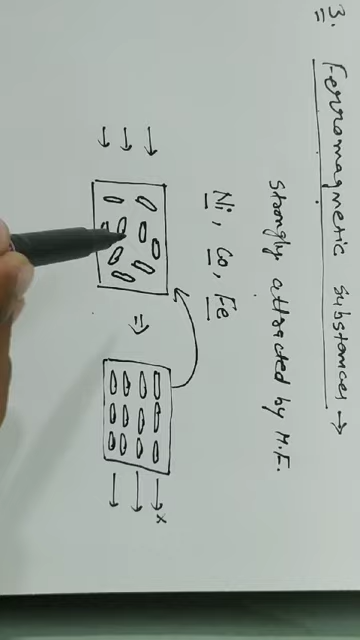 3. Ferromagnetic substances →
Strongly attracted by M.F.
Ni, Co, Fe
⇒
x